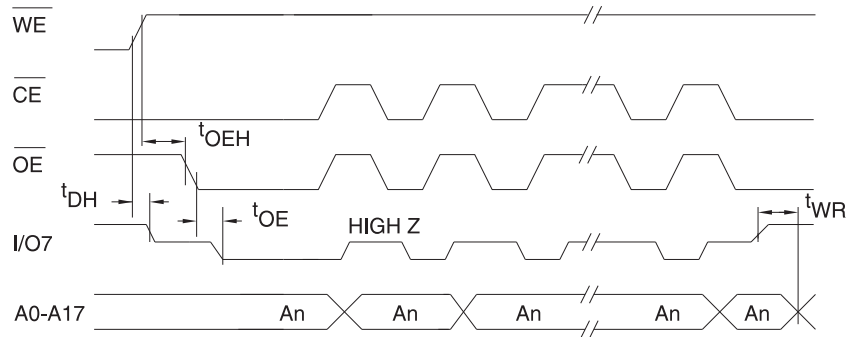 WE
CE
tOEH
OE
tDH
tOE
tWR
I/O7
HIGH Z
A0-A17
An An An An An